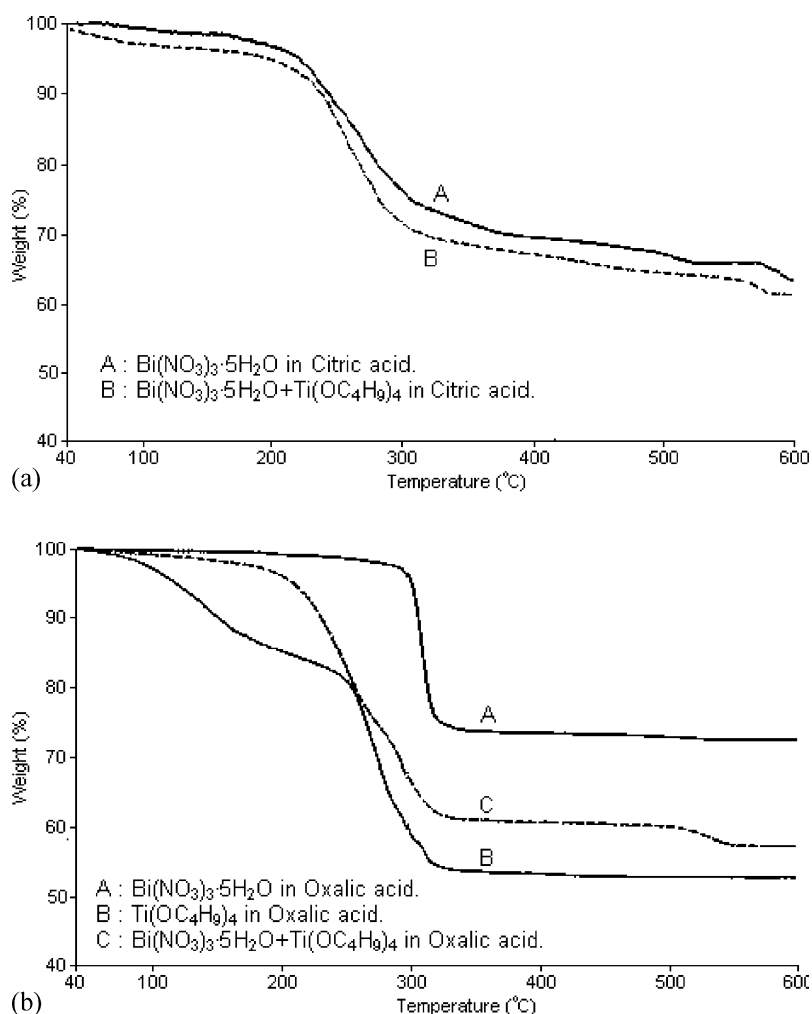 100
90
80
70
60
50
40
Weight (%)
A
B
A : Bi(NO₃)₃·5H₂O in Citric acid.
B : Bi(NO₃)₃·5H₂O+Ti(OC₄H₉)₄ in Citric acid.
40 100 200 300 400 500 600
Temperature (°C)
(a)
100
90
80
70
60
50
40
Weight (%)
A
C
B
A : Bi(NO₃)₃·5H₂O in Oxalic acid.
B : Ti(OC₄H₉)₄ in Oxalic acid.
C : Bi(NO₃)₃·5H₂O+Ti(OC₄H₉)₄ in Oxalic acid.
40 100 200 300 400 500 600
Temperature (°C)
(b)